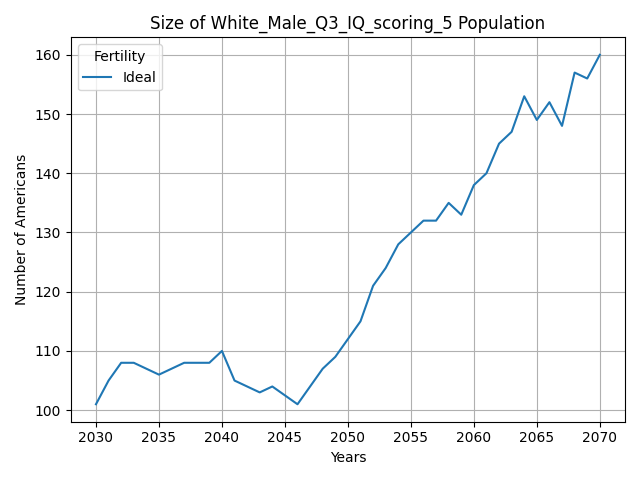 Size of White_Male_Q3_IQ_scoring_5 Population
Fertility
Ideal
Number of Americans
160
150
140
130
120
110
100
2030 2035 2040 2045 2050 2055 2060 2065 2070
Years